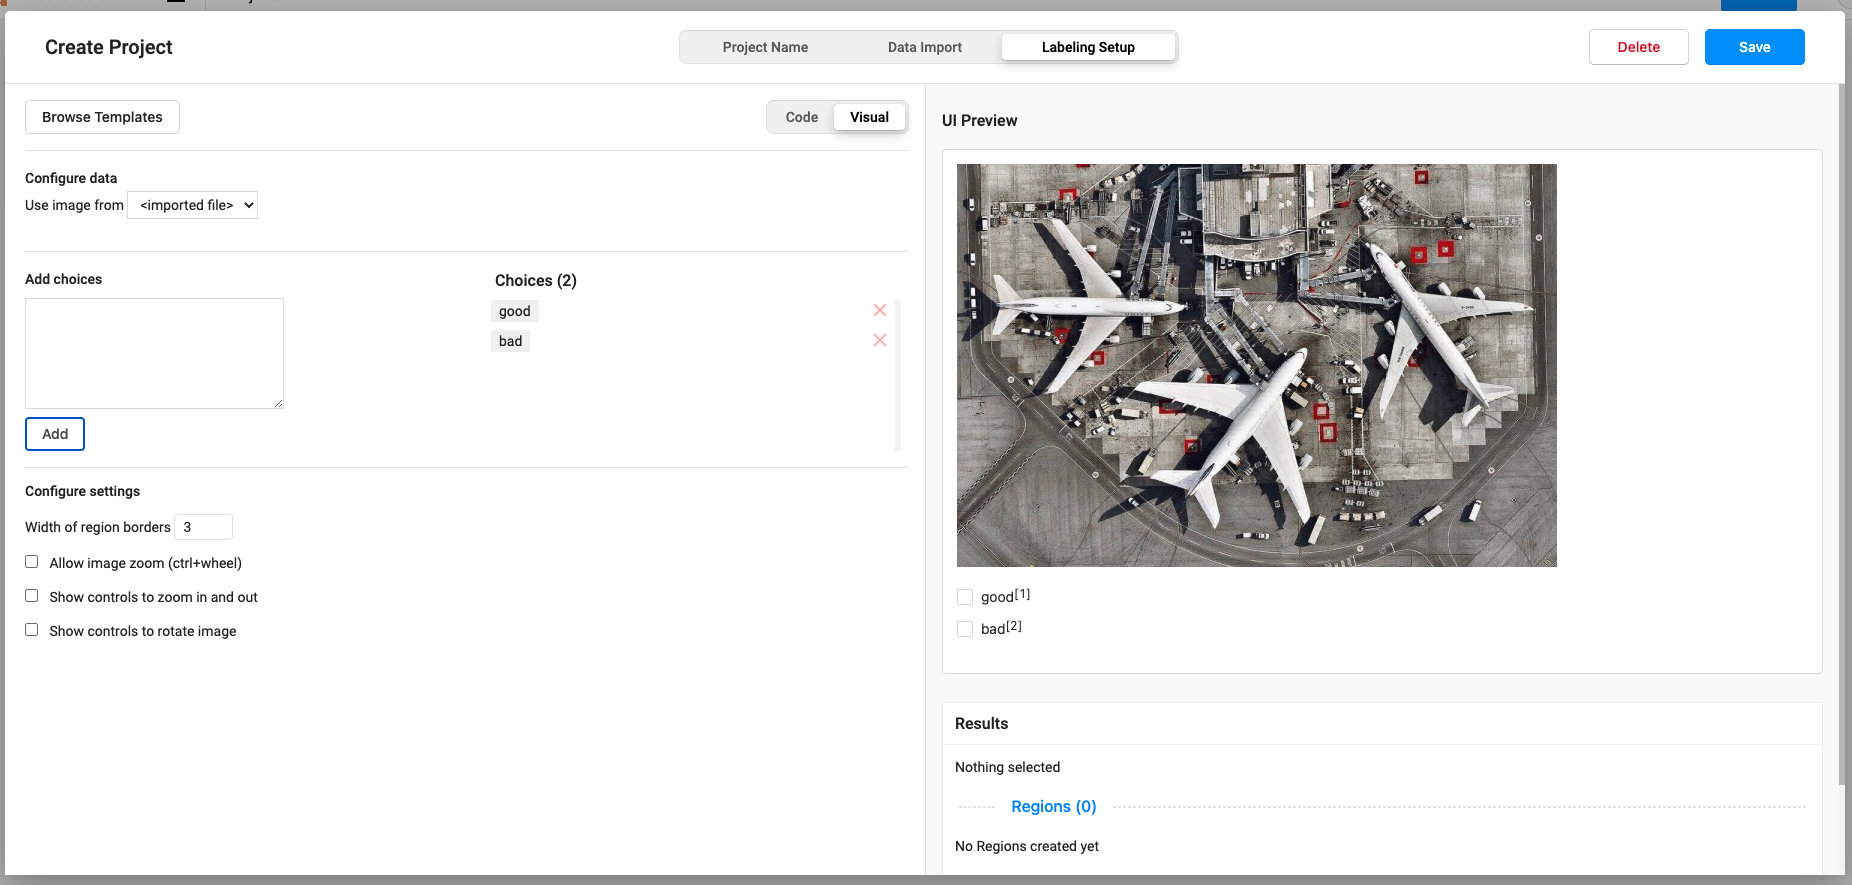 Create Project
Project Name
Data Import
Labeling Setup
Delete
Save
Browse Templates
Code
Visual
Configure data
Use image from <imported file>
Add choices
Add
Choices (2)
good
bad
Configure settings
Width of region borders 3
Allow image zoom (ctrl+wheel)
Show controls to zoom in and out
Show controls to rotate image
UI Preview
good[1]
bad[2]
Results
Nothing selected
Regions (0)
No Regions created yet